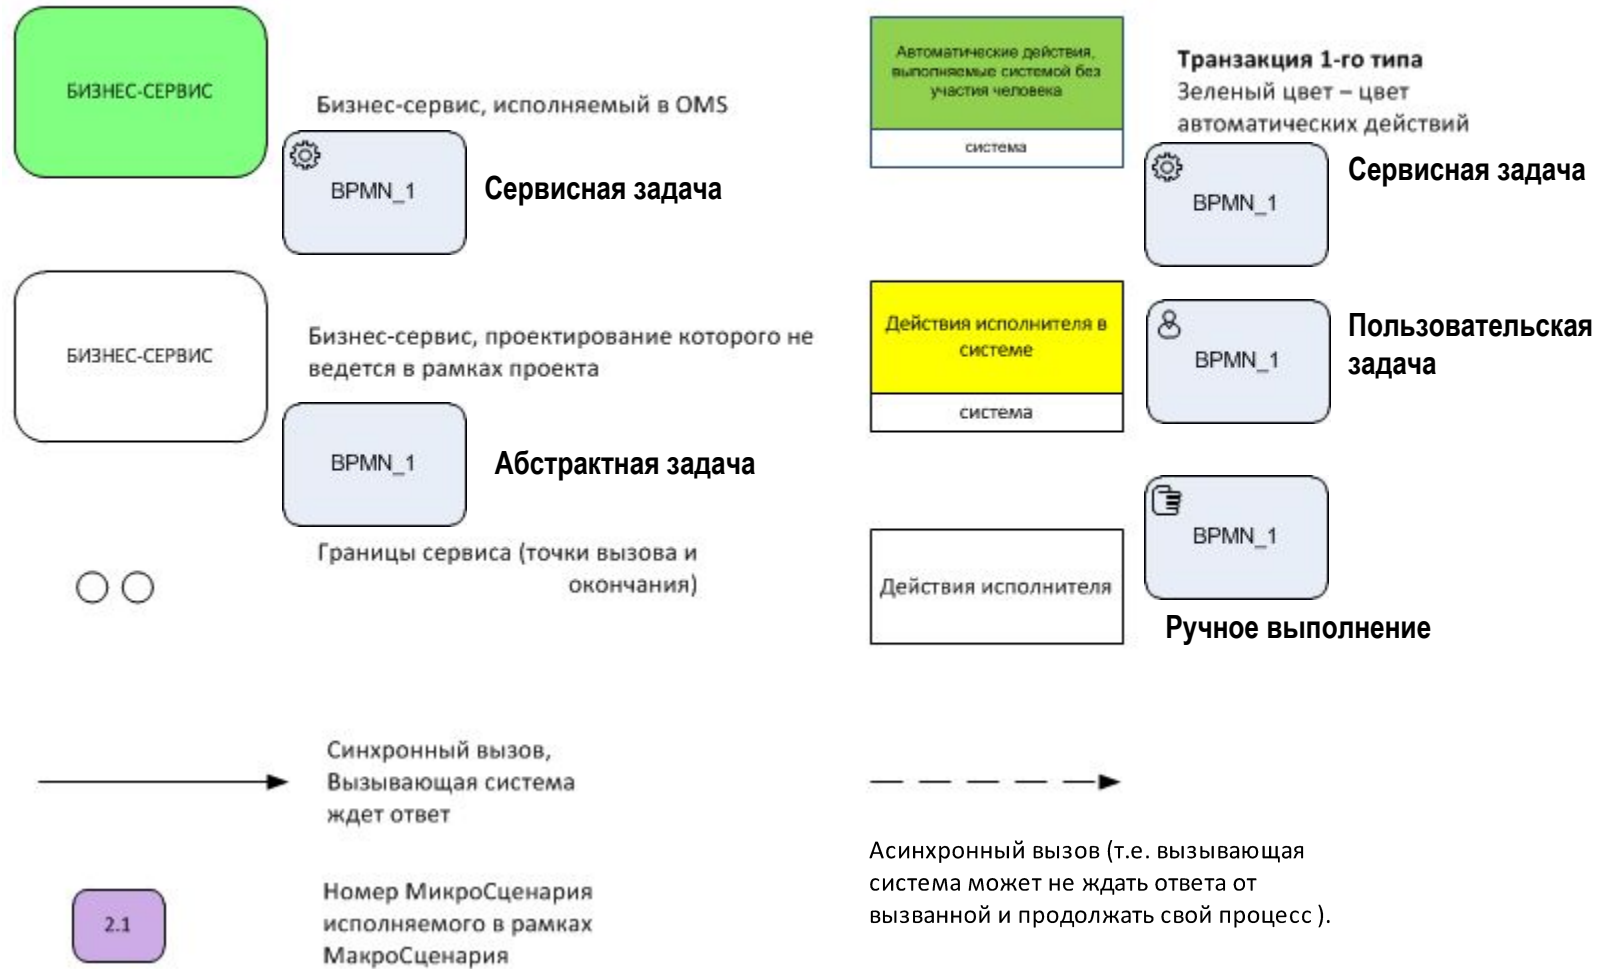 БИЗНЕС-СЕРВИС
Бизнес-сервис, исполняемый в OMS
BPMN_1
Сервисная задача
БИЗНЕС-СЕРВИС
Бизнес-сервис, проектирование которого не
ведется в рамках проекта
BPMN_1
Абстрактная задача
Границы сервиса (точки вызова и
окончания)
Синхронный вызов,
Вызывающая система
ждет ответ
2.1
Номер МикроСценария
исполняемого в рамках
МакроСценария
Автоматические действия,
выполняемые системой без
участия человека
система
Транзакция 1-го типа
Зеленый цвет – цвет
автоматических действий
BPMN_1
Сервисная задача
Действия исполнителя в
системе
система
BPMN_1
Пользовательская
задача
Действия исполнителя
BPMN_1
Ручное выполнение
Асинхронный вызов (т.е. вызывающая
система может не ждать ответа от
вызванной и продолжать свой процесс ).